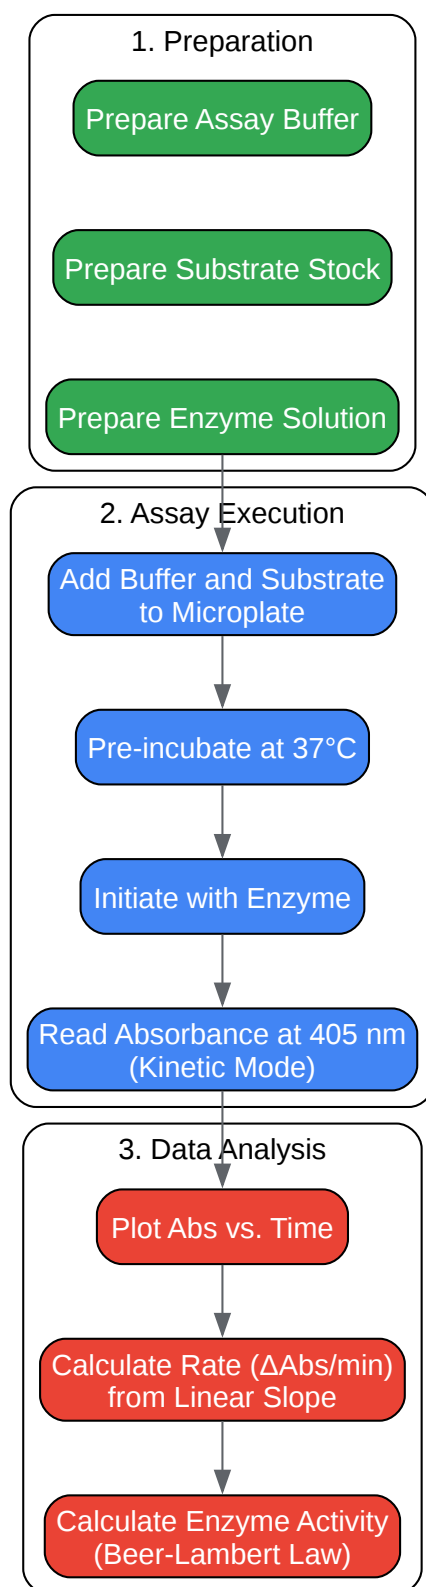 1. Preparation
Prepare Assay Buffer
Prepare Substrate Stock
Prepare Enzyme Solution
2. Assay Execution
Add Buffer and Substrate
to Microplate
Pre-incubate at 37°C
Initiate with Enzyme
Read Absorbance at 405 nm
(Kinetic Mode)
3. Data Analysis
Plot Abs vs. Time
Calculate Rate (ΔAbs/min)
from Linear Slope
Calculate Enzyme Activity
(Beer-Lambert Law)